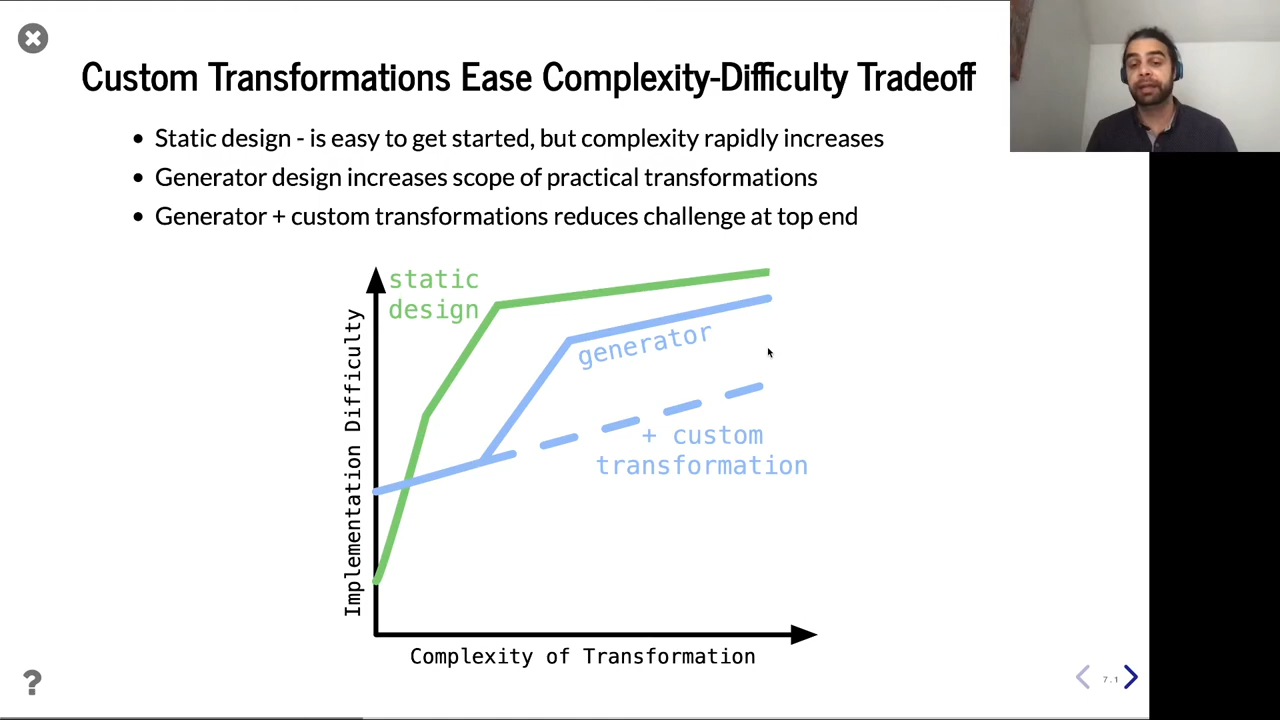 Custom Transformations Ease Complexity-Difficulty Tradeoff
• Static design - is easy to get started, but complexity rapidly increases
• Generator design increases scope of practical transformations
• Generator + custom transformations reduces challenge at top end
static
design
generator
+ custom
transformation
Implementation Difficulty
Complexity of Transformation
?
7.1